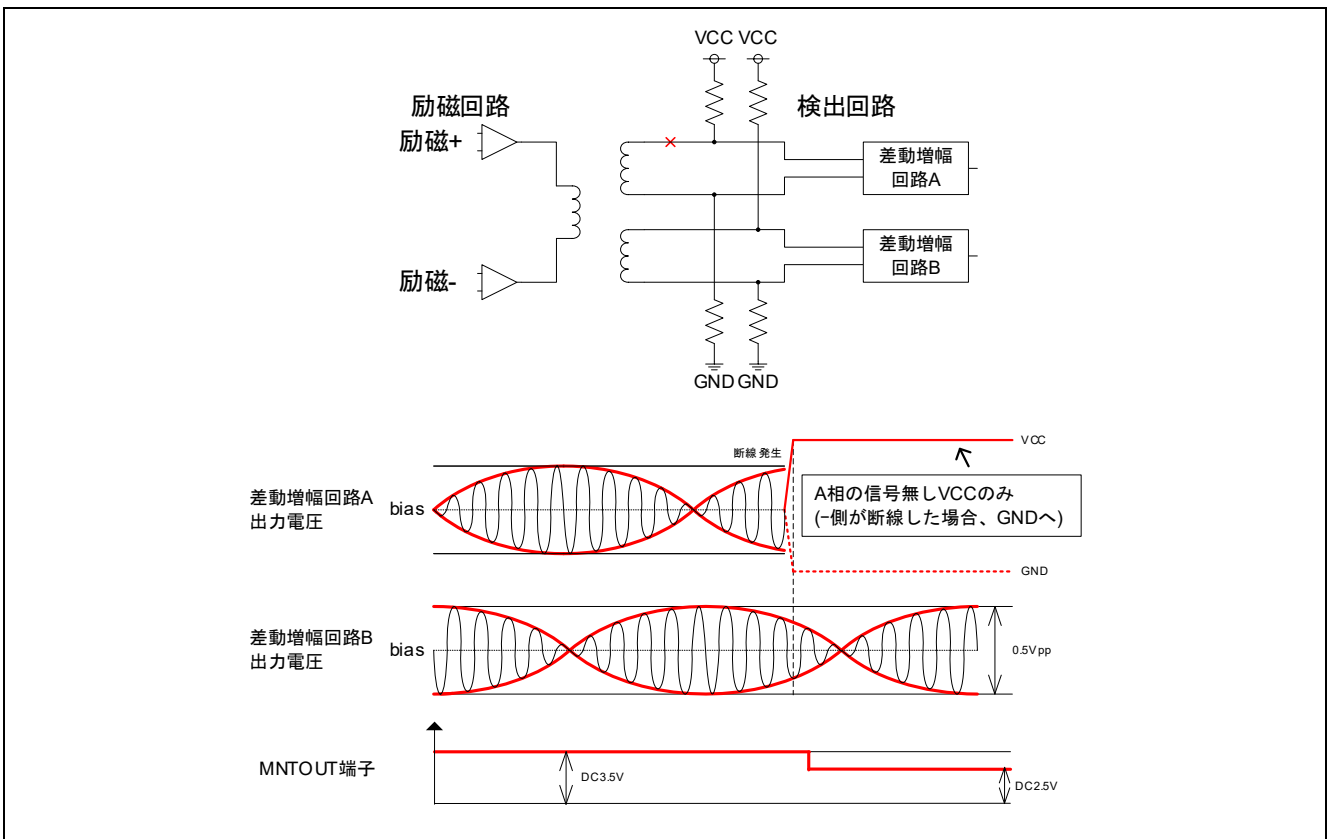 VCC VCC
励磁回路
検出回路
励磁+
差動増幅
回路A
差動増幅
回路B
励磁-
GND GND
断線発生
VCC
A相の信号無しVCCのみ
(−側が断線した場合、GNDへ)
差動増幅回路A
出力電圧
bias
GND
差動増幅回路B
出力電圧
bias
0.5Vpp
MNTOUT端子
DC3.5V
DC2.5V